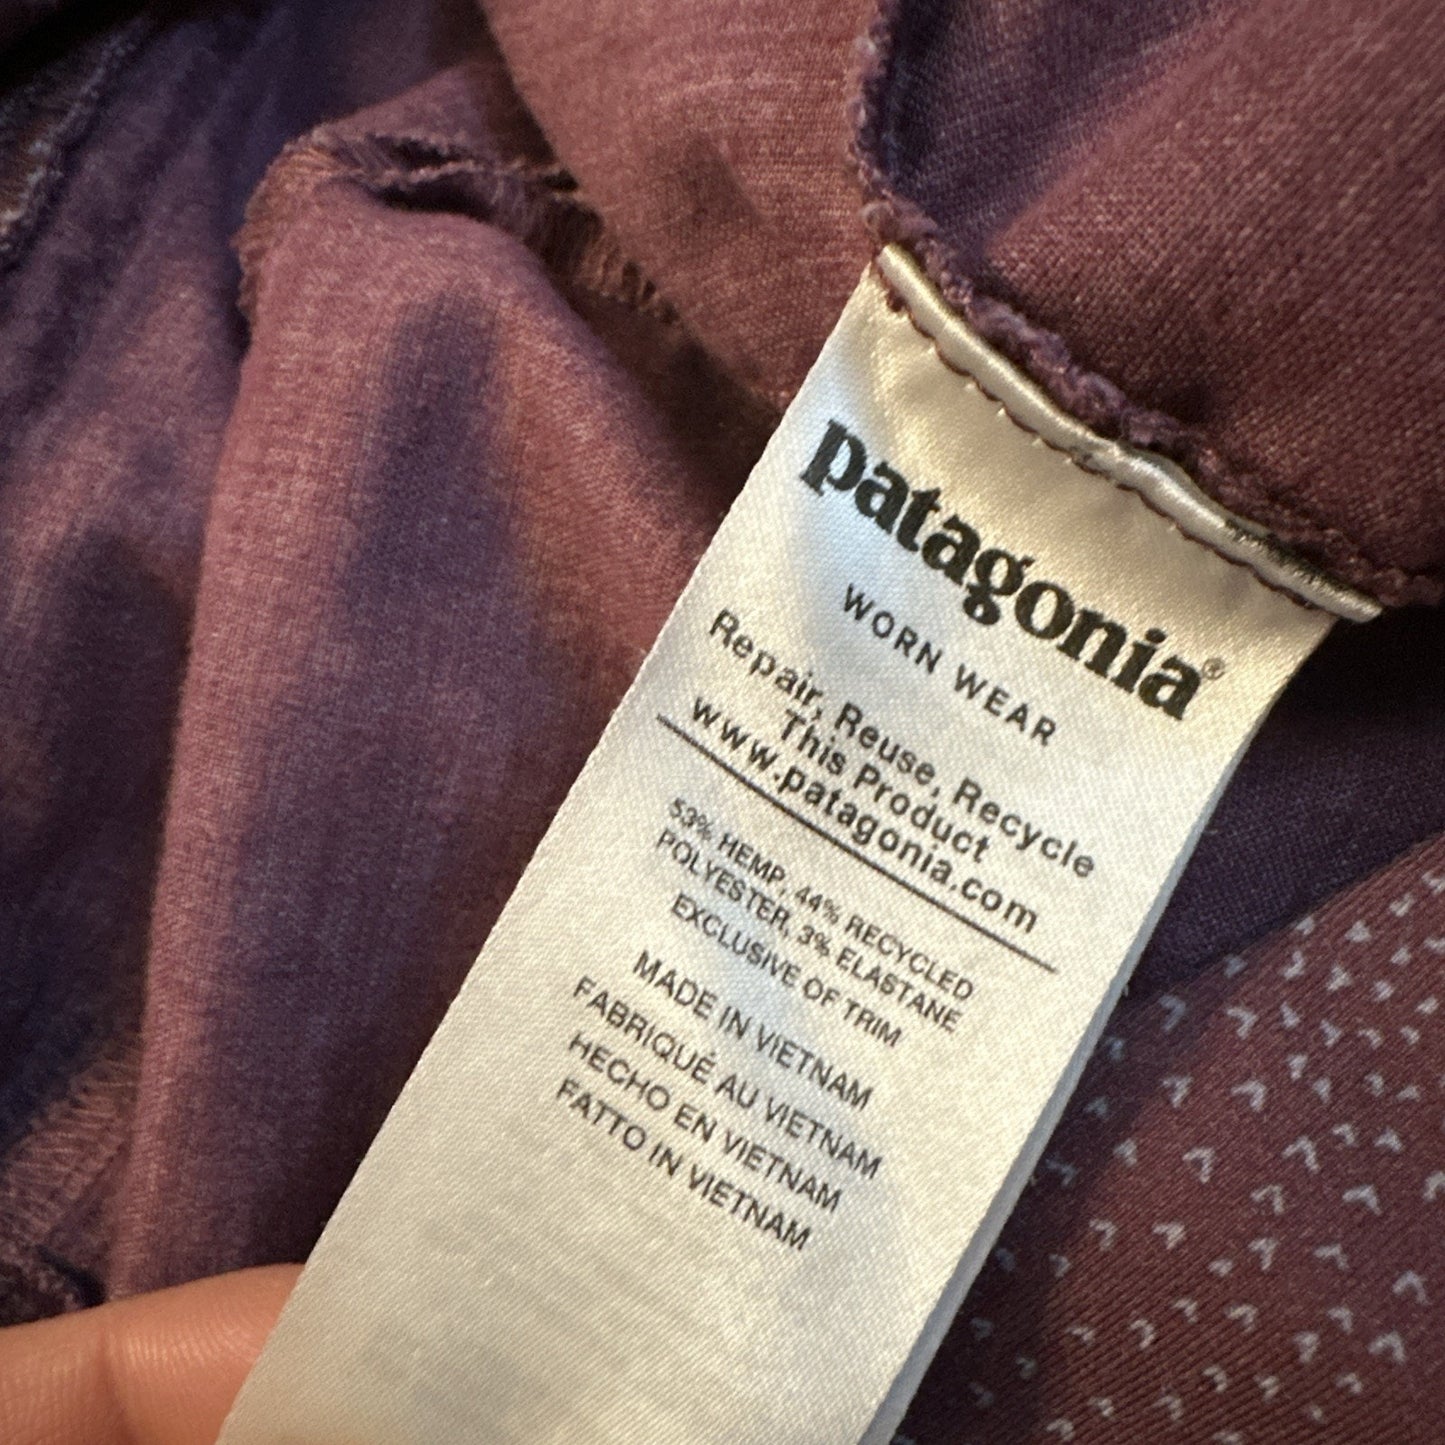 patagonia®
WORN WEAR
Repair, Reuse, Recycle
This Product
www.patagonia.com
53% HEMP, 44% RECYCLED
POLYESTER, 3% ELASTANE
EXCLUSIVE OF TRIM
MADE IN VIETNAM
FABRIQUÉ AU VIETNAM
HECHO EN VIETNAM
FATTO IN VIETNAM